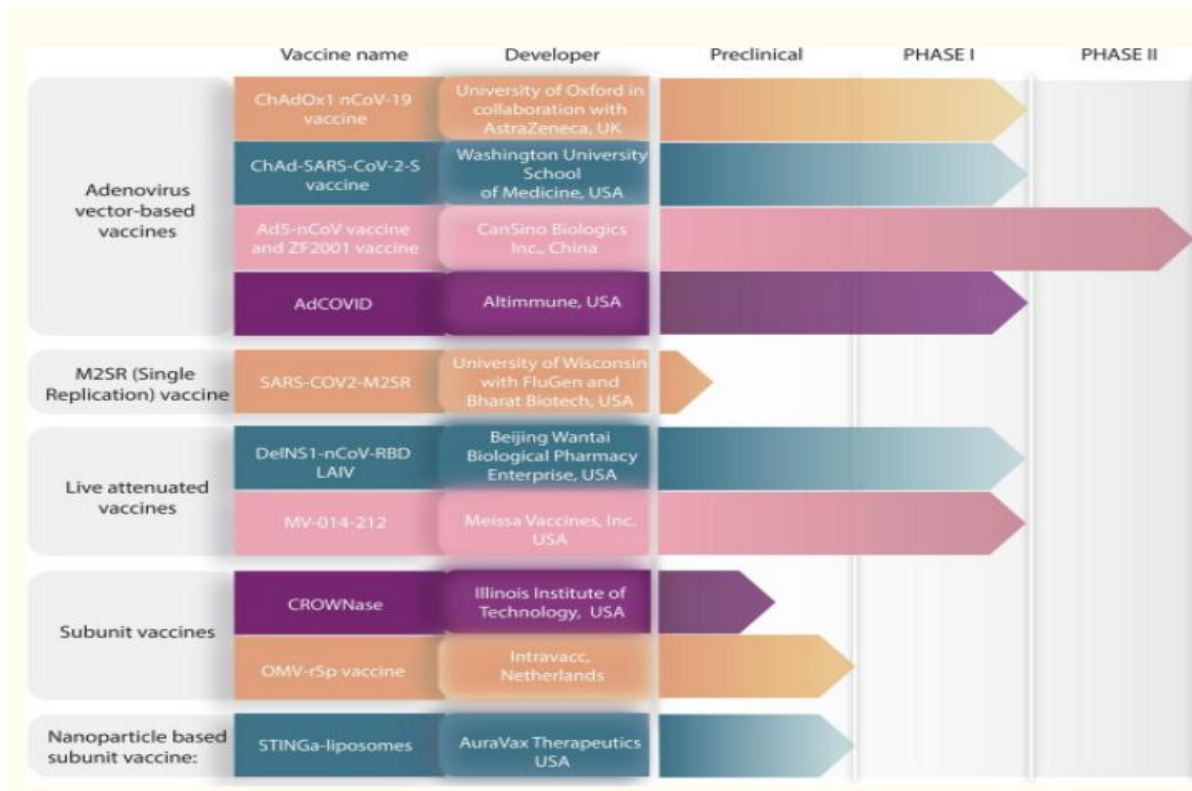 Vaccine name Developer Preclinical PHASE I PHASE II
Adenovirus
vector-based
vaccines
ChAdOx1 nCoV-19
vaccine
University of Oxford in
collaboration with
AstraZeneca, UK
ChAd-SARS-CoV-2-S
vaccine
Washington University
School
of Medicine, USA
Ad5-nCoV vaccine
and ZF2001 vaccine
CanSino Biologics
Inc., China
AdCOVID
Altimmune, USA
M2SR (Single
Replication) vaccine
SARS-COV2-M2SR
University of Wisconsin
with FluGen and
Bharat Biotech, USA
Live attenuated
vaccines
DelNS1-nCoV-RBD
LAIV
Beijing Wantai
Biological Pharmacy
Enterprise, USA
MV-014-212
Meissa Vaccines, Inc.
USA
Subunit vaccines
CROWNase
Illinois Institute of
Technology, USA
OMV-rSp vaccine
Intravacc,
Netherlands
Nanoparticle based
subunit vaccine:
STINGa-liposomes
AuraVax Therapeutics
USA